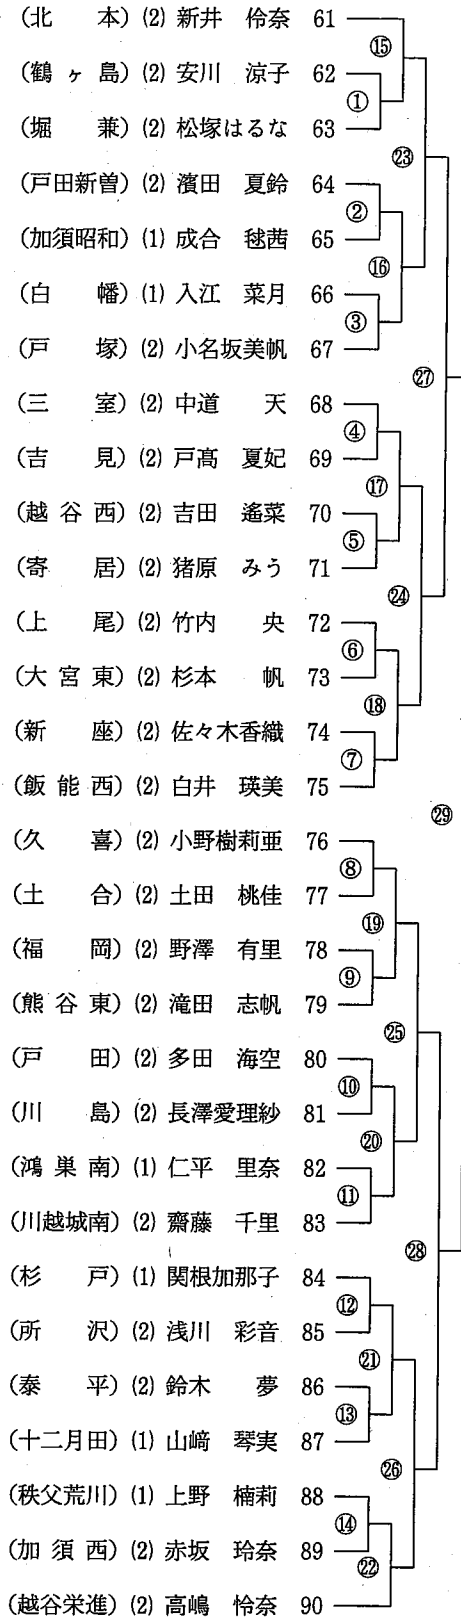 (北本) (2) 新井 伶奈 61
⑮
(鶴ヶ島) (2) 安川 涼子 62
①
(堀兼) (2) 松塚はるな 63
㉓
(戸田新曽) (2) 濱田 夏鈴 64
②
(加須昭和) (1) 成合 毬茜 65
⑯
(白幡) (1) 入江 菜月 66
③
(戸塚) (2) 小名坂美帆 67
㉗
(三室) (2) 中道 天 68
④
(吉見) (2) 戸髙 夏妃 69
⑰
(越谷西) (2) 吉田 遙菜 70
⑤
(寄居) (2) 猪原 みう 71
㉔
(上尾) (2) 竹内 央 72
⑥
(大宮東) (2) 杉本 帆 73
⑱
(新座) (2) 佐々木香織 74
⑦
(飯能西) (2) 白井 瑛美 75
㉙
(久喜) (2) 小野樹莉亜 76
⑧
(土合) (2) 土田 桃佳 77
⑲
(福岡) (2) 野澤 有里 78
⑨
(熊谷東) (2) 滝田 志帆 79
㉕
(戸田) (2) 多田 海空 80
⑩
(川島) (2) 長澤愛理紗 81
⑳
(鴻巣南) (1) 仁平 里奈 82
⑪
(川越城南) (2) 齋藤 千里 83
㉘
(杉戸) (1) 関根加那子 84
⑫
(所沢) (2) 浅川 彩音 85
㉑
(泰平) (2) 鈴木 夢 86
⑬
(十二月田) (1) 山﨑 琴実 87
㉖
(秩父荒川) (1) 上野 楠莉 88
⑭
(加須西) (2) 赤坂 玲奈 89
㉒
(越谷栄進) (2) 高嶋 怜奈 90